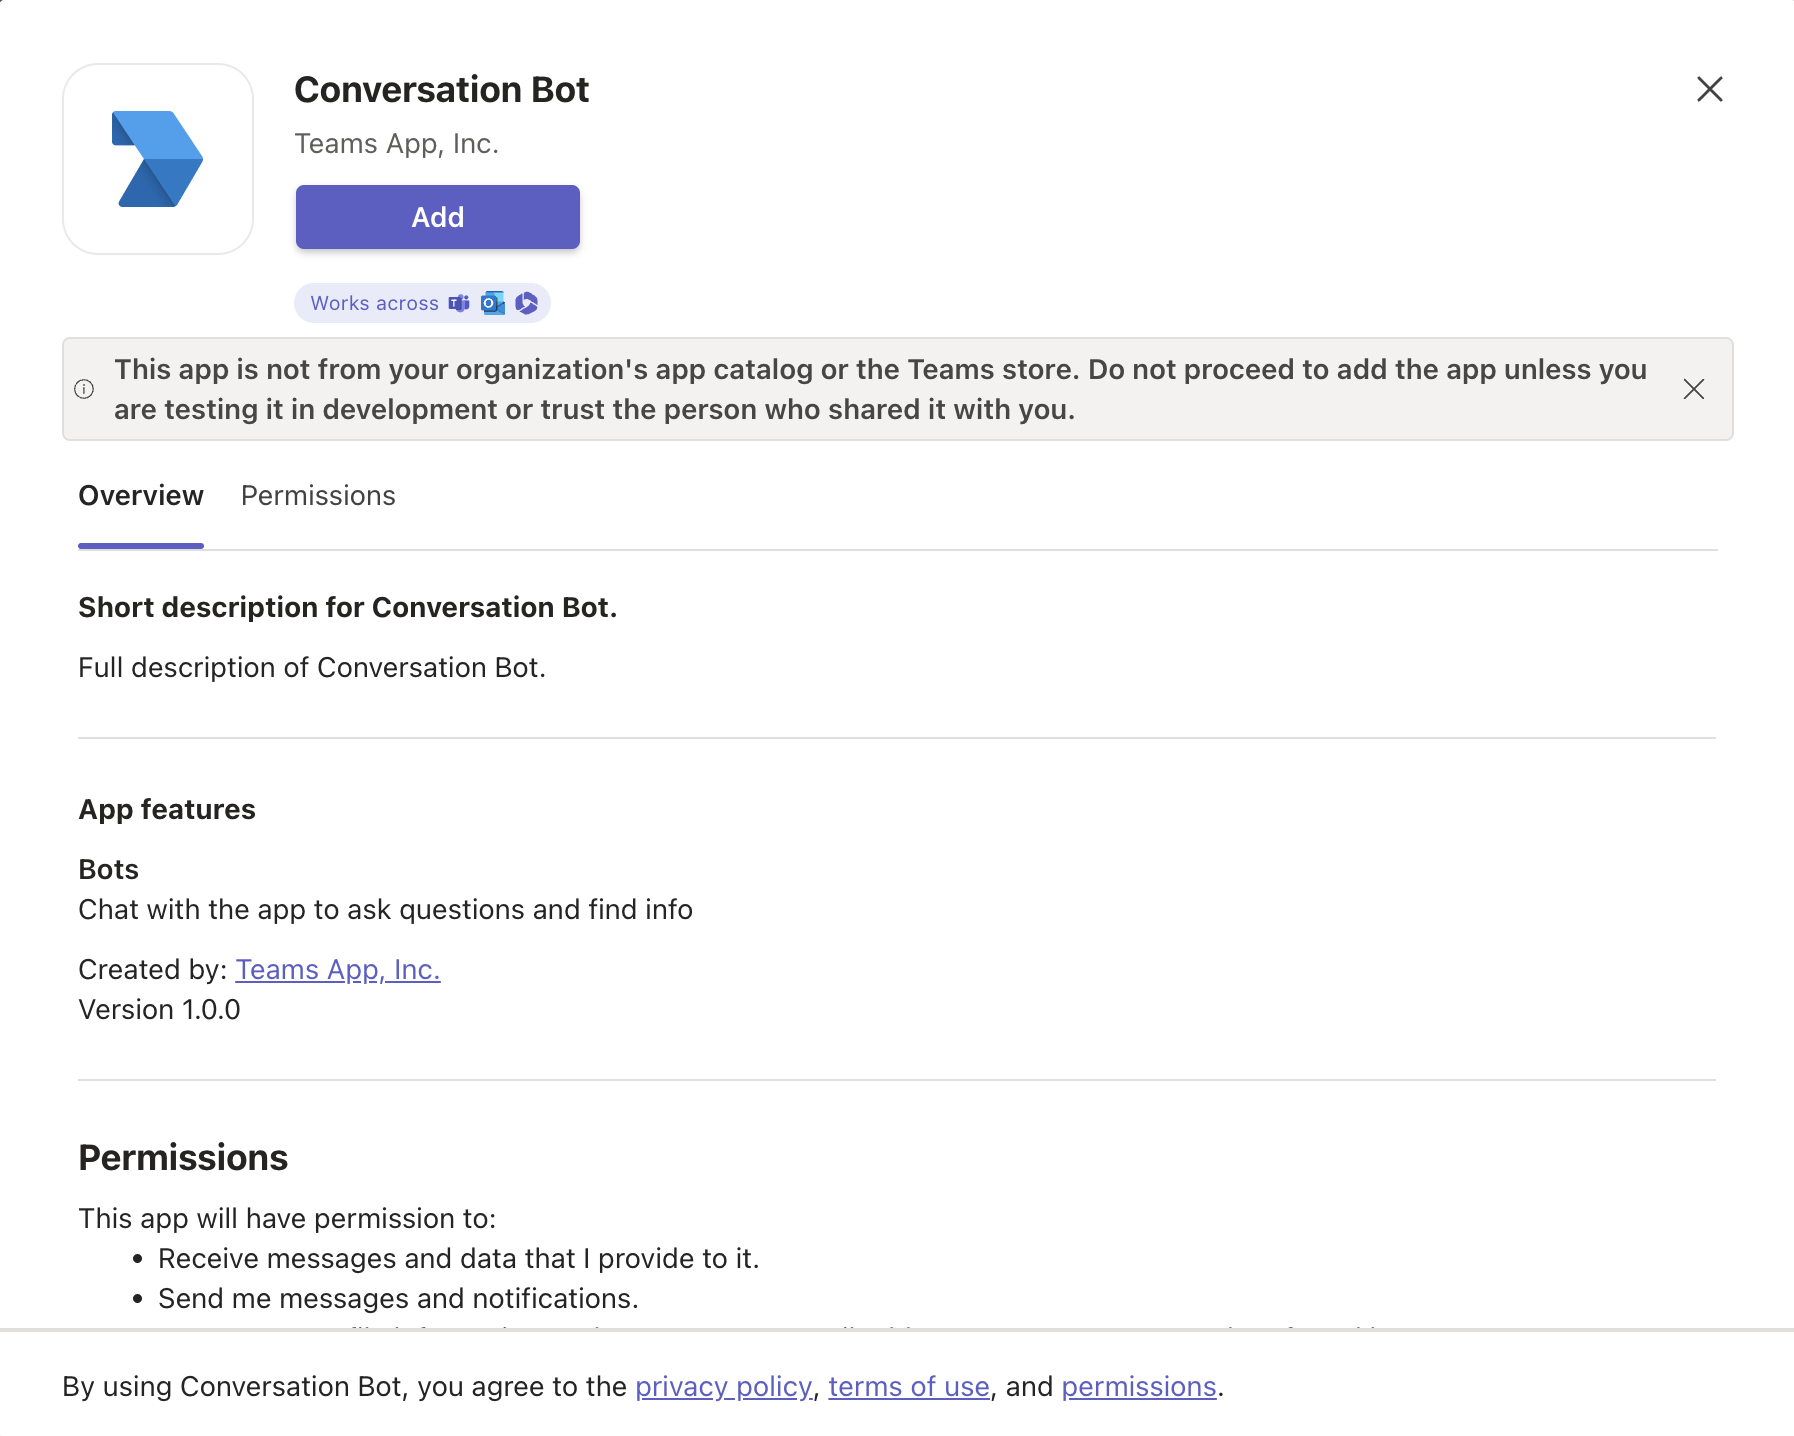 Conversation Bot
Teams App, Inc.
Add
Works across
This app is not from your organization's app catalog or the Teams store. Do not proceed to add the app unless you
are testing it in development or trust the person who shared it with you.
Overview Permissions
Short description for Conversation Bot.
Full description of Conversation Bot.
App features
Bots
Chat with the app to ask questions and find info
Created by: Teams App, Inc.
Version 1.0.0
Permissions
This app will have permission to:
• Receive messages and data that I provide to it.
• Send me messages and notifications.
By using Conversation Bot, you agree to the privacy policy, terms of use, and permissions.